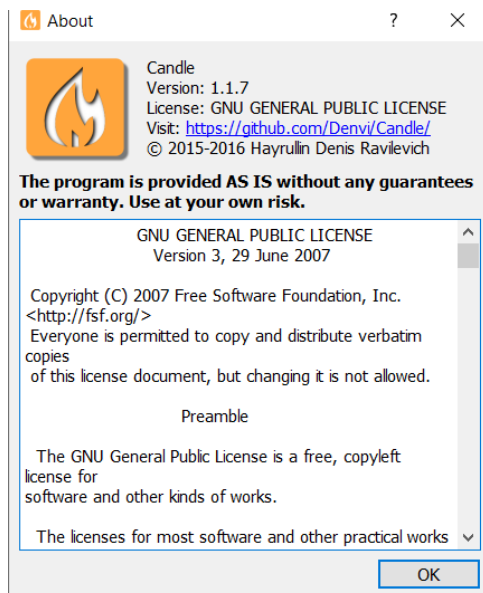 About
?
Candle
Version: 1.1.7
License: GNU GENERAL PUBLIC LICENSE
Visit: https://github.com/Denvi/Candle/
© 2015-2016 Hayrullin Denis Ravilevich
The program is provided AS IS without any guarantees
or warranty. Use at your own risk.
GNU GENERAL PUBLIC LICENSE
Version 3, 29 June 2007
Copyright (C) 2007 Free Software Foundation, Inc.
<http://fsf.org/>
Everyone is permitted to copy and distribute verbatim
copies
of this license document, but changing it is not allowed.
Preamble
The GNU General Public License is a free, copyleft
license for
software and other kinds of works.
The licenses for most software and other practical works
OK